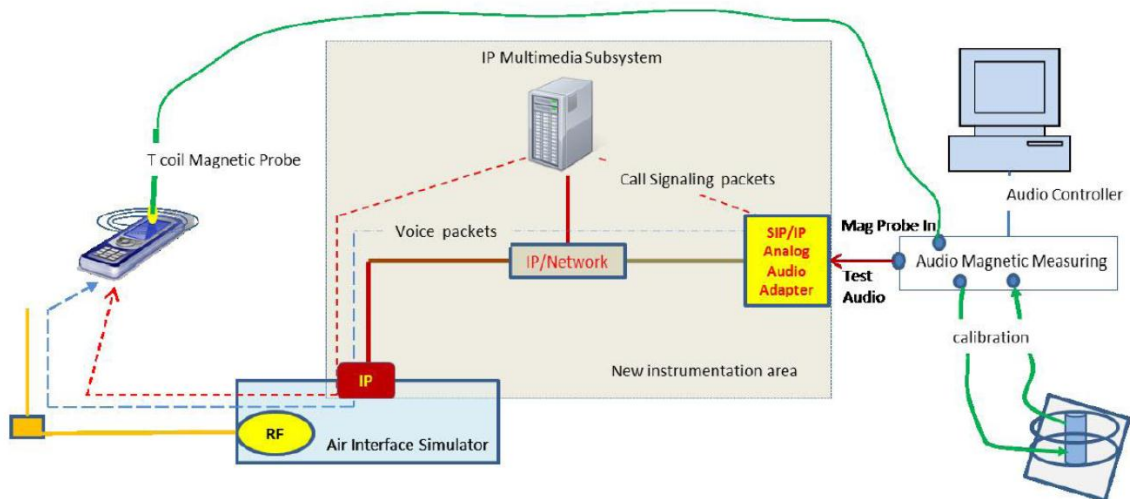 IP Multimedia Subsystem
T coil Magnetic Probe
Call Signaling packets
Audio Controller
Voice packets
IP/Network
SIP/IP
Analog
Audio
Adapter
Mag Probe In
Test
Audio
Audio Magnetic Measuring
calibration
New instrumentation area
IP
RF
Air Interface Simulator